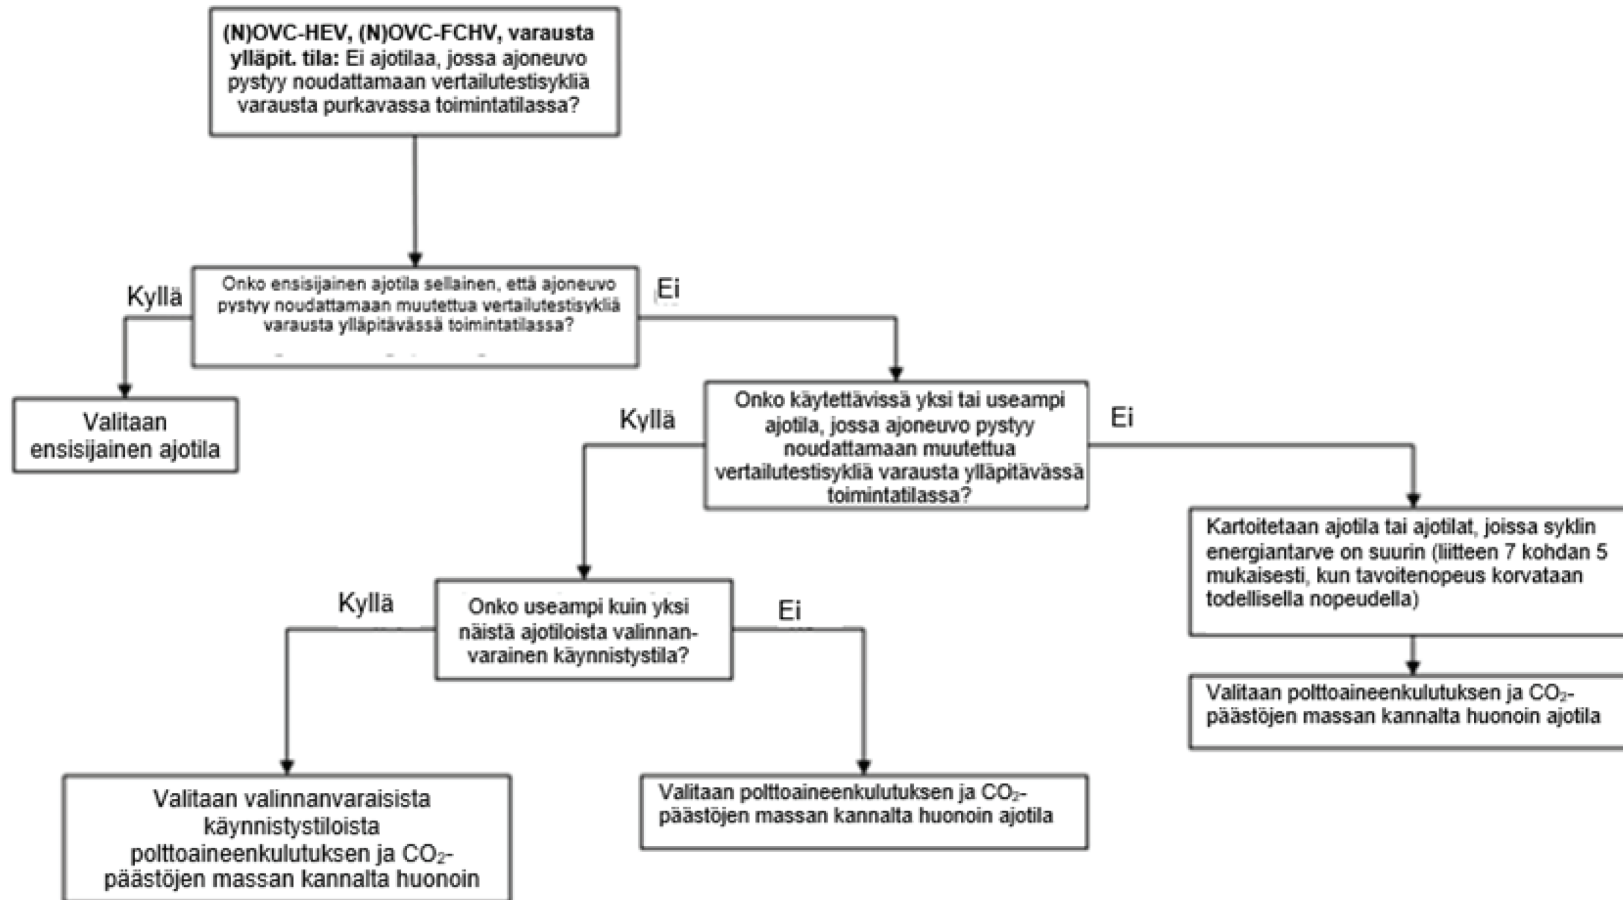 (N)OVC-HEV, (N)OVC-FCHV, varausta
ylläpit. tila: Ei ajotilaa, jossa ajoneuvo
pystyy noudattamaan vertailutestisykliä
varausta purkavassa toimintatilassa?
Onko ensisijainen ajotila sellainen, että ajoneuvo
pystyy noudattamaan muutettua vertailutestisykliä
varausta ylläpitävässä toimintatilassa?
Kyllä
Ei
Valitaan
ensisijainen ajotila
Onko käytettävissä yksi tai useampi
ajotila, jossa ajoneuvo pystyy
noudattamaan muutettua
vertailutestisykliä varausta ylläpitävässä
toimintatilassa?
Kyllä
Ei
Kartoitetaan ajotila tai ajotilat, joissa syklin
energiantarve on suurin (liitteen 7 kohdan 5
mukaisesti, kun tavoitenopeus korvataan
todellisella nopeudella)
Onko useampi kuin yksi
näistä ajotiloista valinnan-
varainen käynnistystila?
Kyllä
Ei
Valitaan polttoaineenkulutuksen ja CO₂-
päästöjen massan kannalta huonoin ajotila
Valitaan valinnanvaraisista
käynnistystiloista
polttoaineenkulutuksen ja CO₂-
päästöjen massan kannalta huonoin
Valitaan polttoaineenkulutuksen ja CO₂-
päästöjen massan kannalta huonoin ajotila